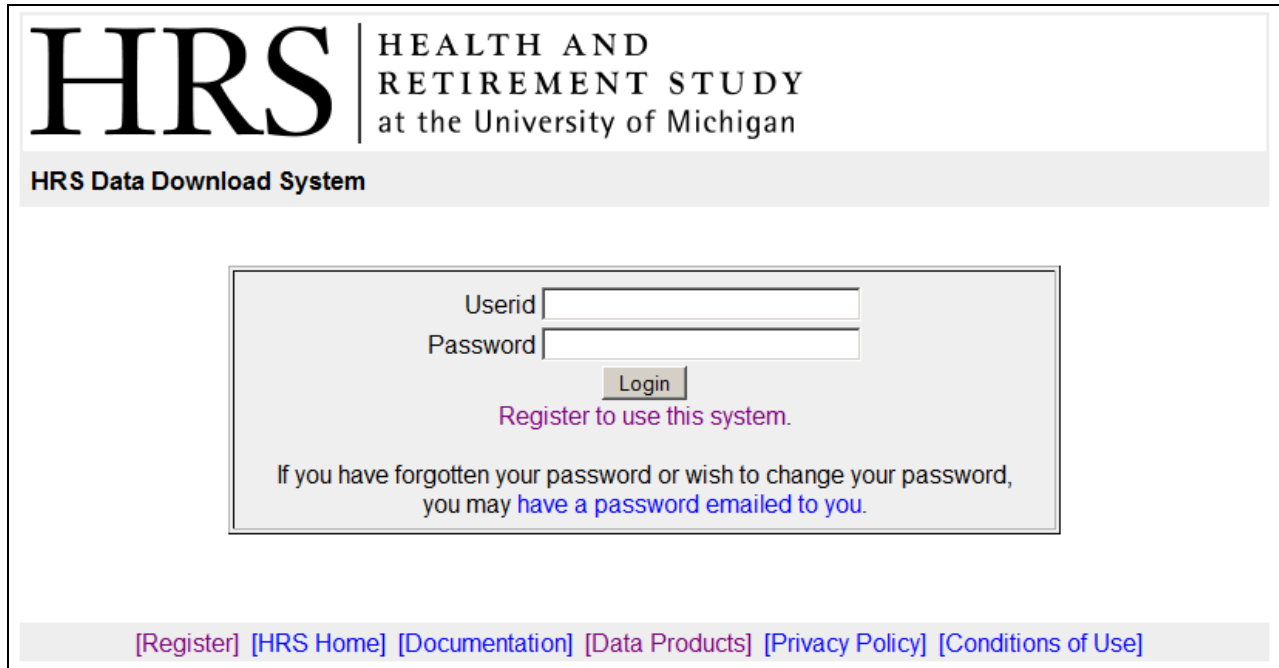 HRS
HEALTH AND
RETIREMENT STUDY
at the University of Michigan
HRS Data Download System
Userid
Password
Login
Register to use this system.
If you have forgotten your password or wish to change your password,
you may have a password emailed to you.
[Register] [HRS Home] [Documentation] [Data Products] [Privacy Policy] [Conditions of Use]